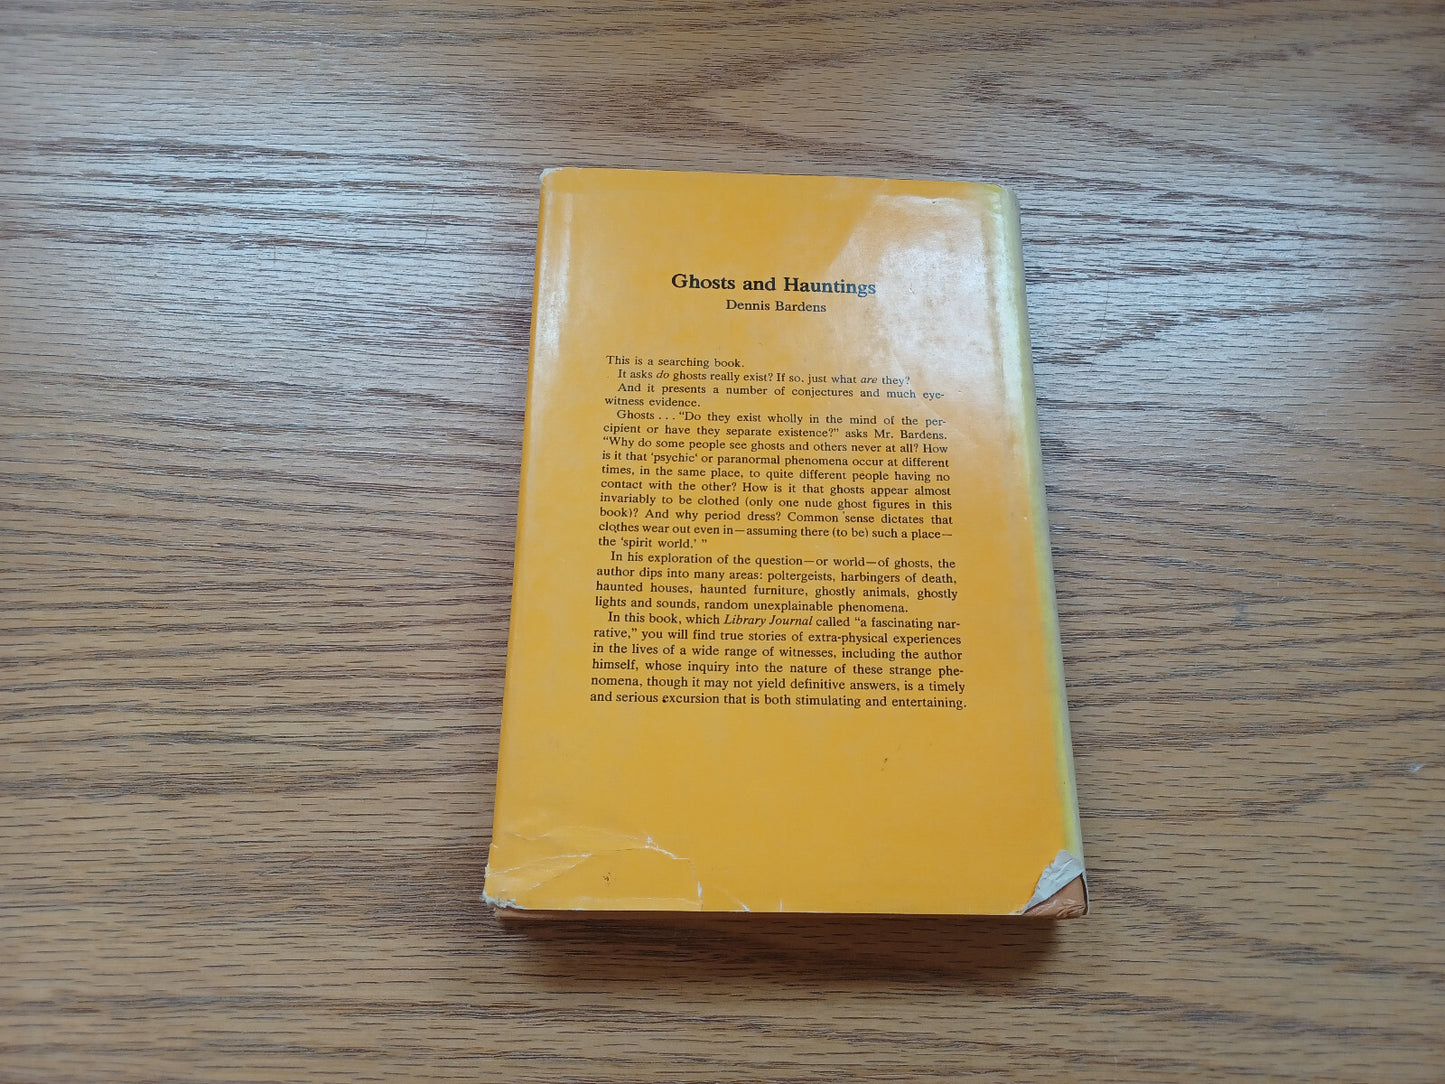 Ghosts and Hauntings
Dennis Bardens
This is a searching book.
It asks do ghosts really exist? If so, just what are they?
And it presents a number of conjectures and much eye-
witness evidence.
Ghosts . . . “Do they exist wholly in the mind of the per-
cipient or have they separate existence?” asks Mr. Bardens.
“Why do some people see ghosts and others never at all? How
is it that ‘psychic’ or paranormal phenomena occur at different
times, in the same place, to quite different people having no
contact with the other? How is it that ghosts appear almost
invariably to be clothed (only one nude ghost figures in this
book)? And why period dress? Common sense dictates that
clothes wear out even in—assuming there (to be) such a place—
the ‘spirit world.’ ”
In his exploration of the question—or world—of ghosts, the
author dips into many areas: poltergeists, harbingers of death,
haunted houses, haunted furniture, ghostly animals, ghostly
lights and sounds, random unexplainable phenomena.
In this book, which Library Journal called “a fascinating nar-
rative,” you will find true stories of extra-physical experiences
in the lives of a wide range of witnesses, including the author
himself, whose inquiry into the nature of these strange phe-
nomena, though it may not yield definitive answers, is a timely
and serious excursion that is both stimulating and entertaining.